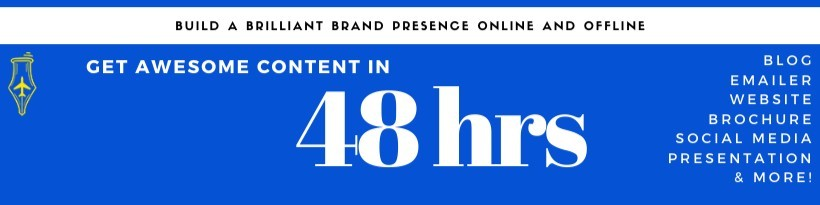 BUILD A BRILLIANT BRAND PRESENCE ONLINE AND OFFLINE
GET AWESOME CONTENT IN
48 hrs
BLOG
EMAILER
WEBSITE
BROCHURE
SOCIAL MEDIA
PRESENTATION
& MORE!